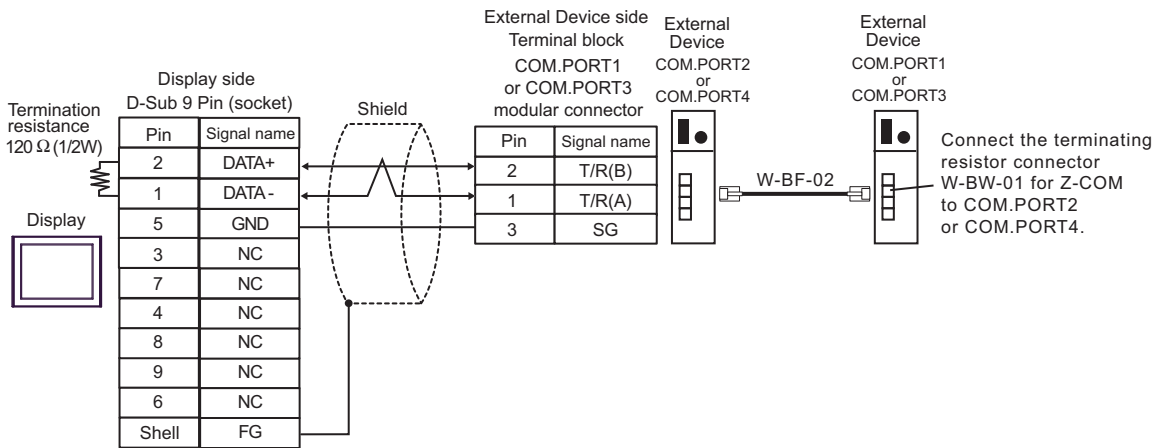 Termination
resistance
120 Ω (1/2W)
Display
Display side
D-Sub 9 Pin (socket)
Pin Signal name
2 DATA+
1 DATA-
5 GND
3 NC
7 NC
4 NC
8 NC
9 NC
6 NC
Shell FG
Shield
External Device side
Terminal block
COM.PORT1
or COM.PORT3
modular connector
Pin Signal name
2 T/R(B)
1 T/R(A)
3 SG
External
Device
COM.PORT2
or
COM.PORT4
W-BF-02
External
Device
COM.PORT1
or
COM.PORT3
Connect the terminating
resistor connector
W-BW-01 for Z-COM
to COM.PORT2
or COM.PORT4.